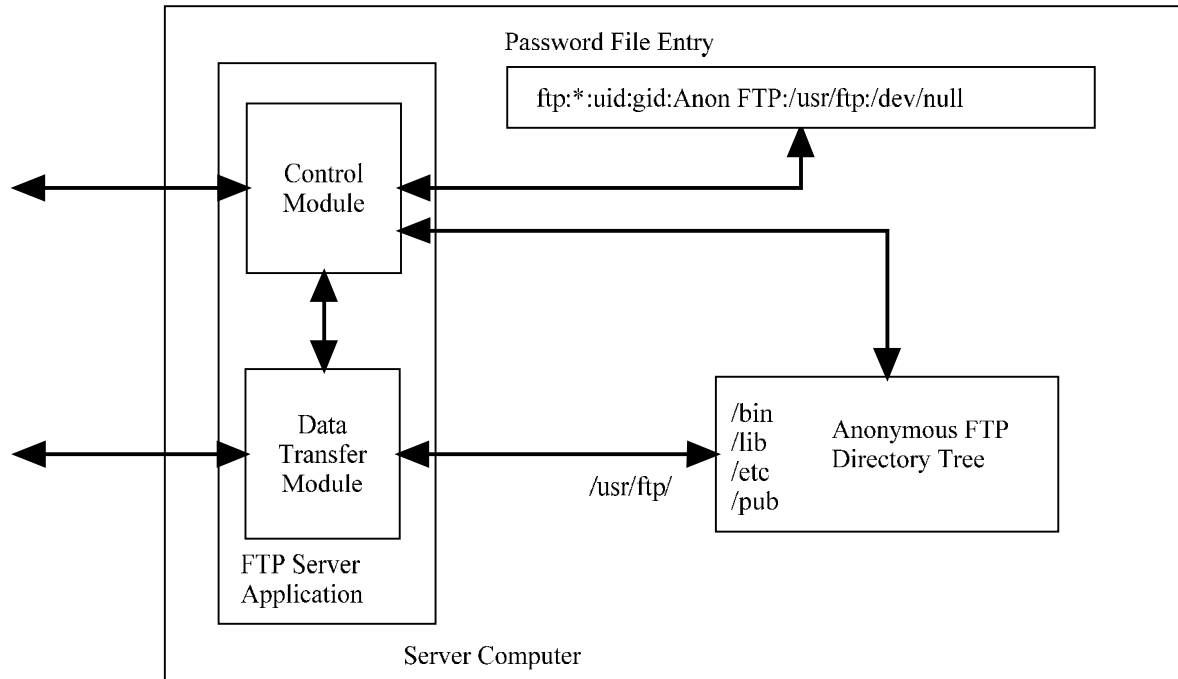 Password File Entry
ftp:*:uid:gid:Anon FTP:/usr/ftp:/dev/null
Control
Module
Data
Transfer
Module
/usr/ftp/
/bin
/lib
/etc
/pub
Anonymous FTP
Directory Tree
FTP Server
Application
Server Computer